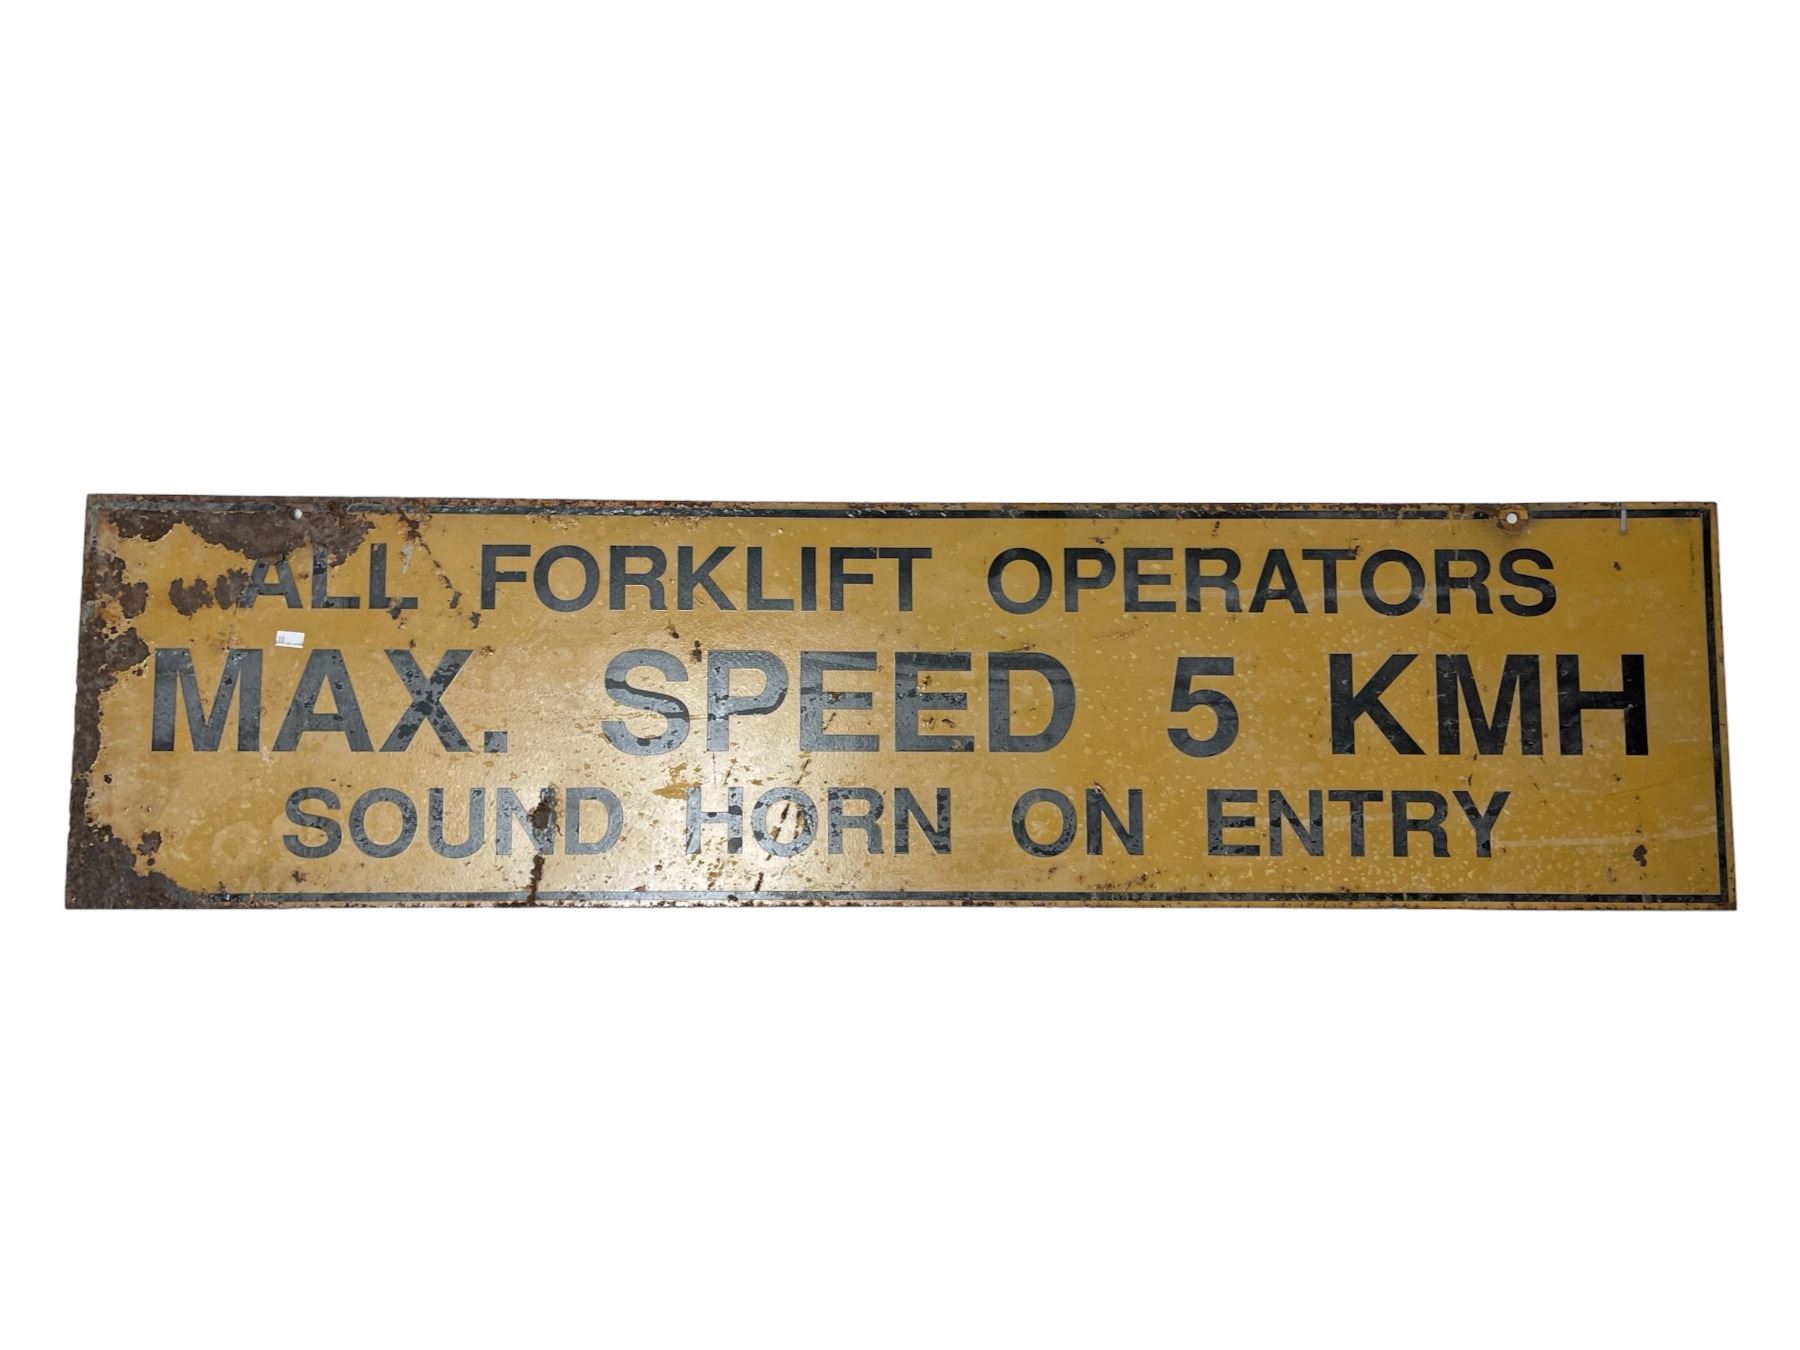 ALL FORKLIFT OPERATORS
MAX. SPEED 5 KMH
SOUND HORN ON ENTRY